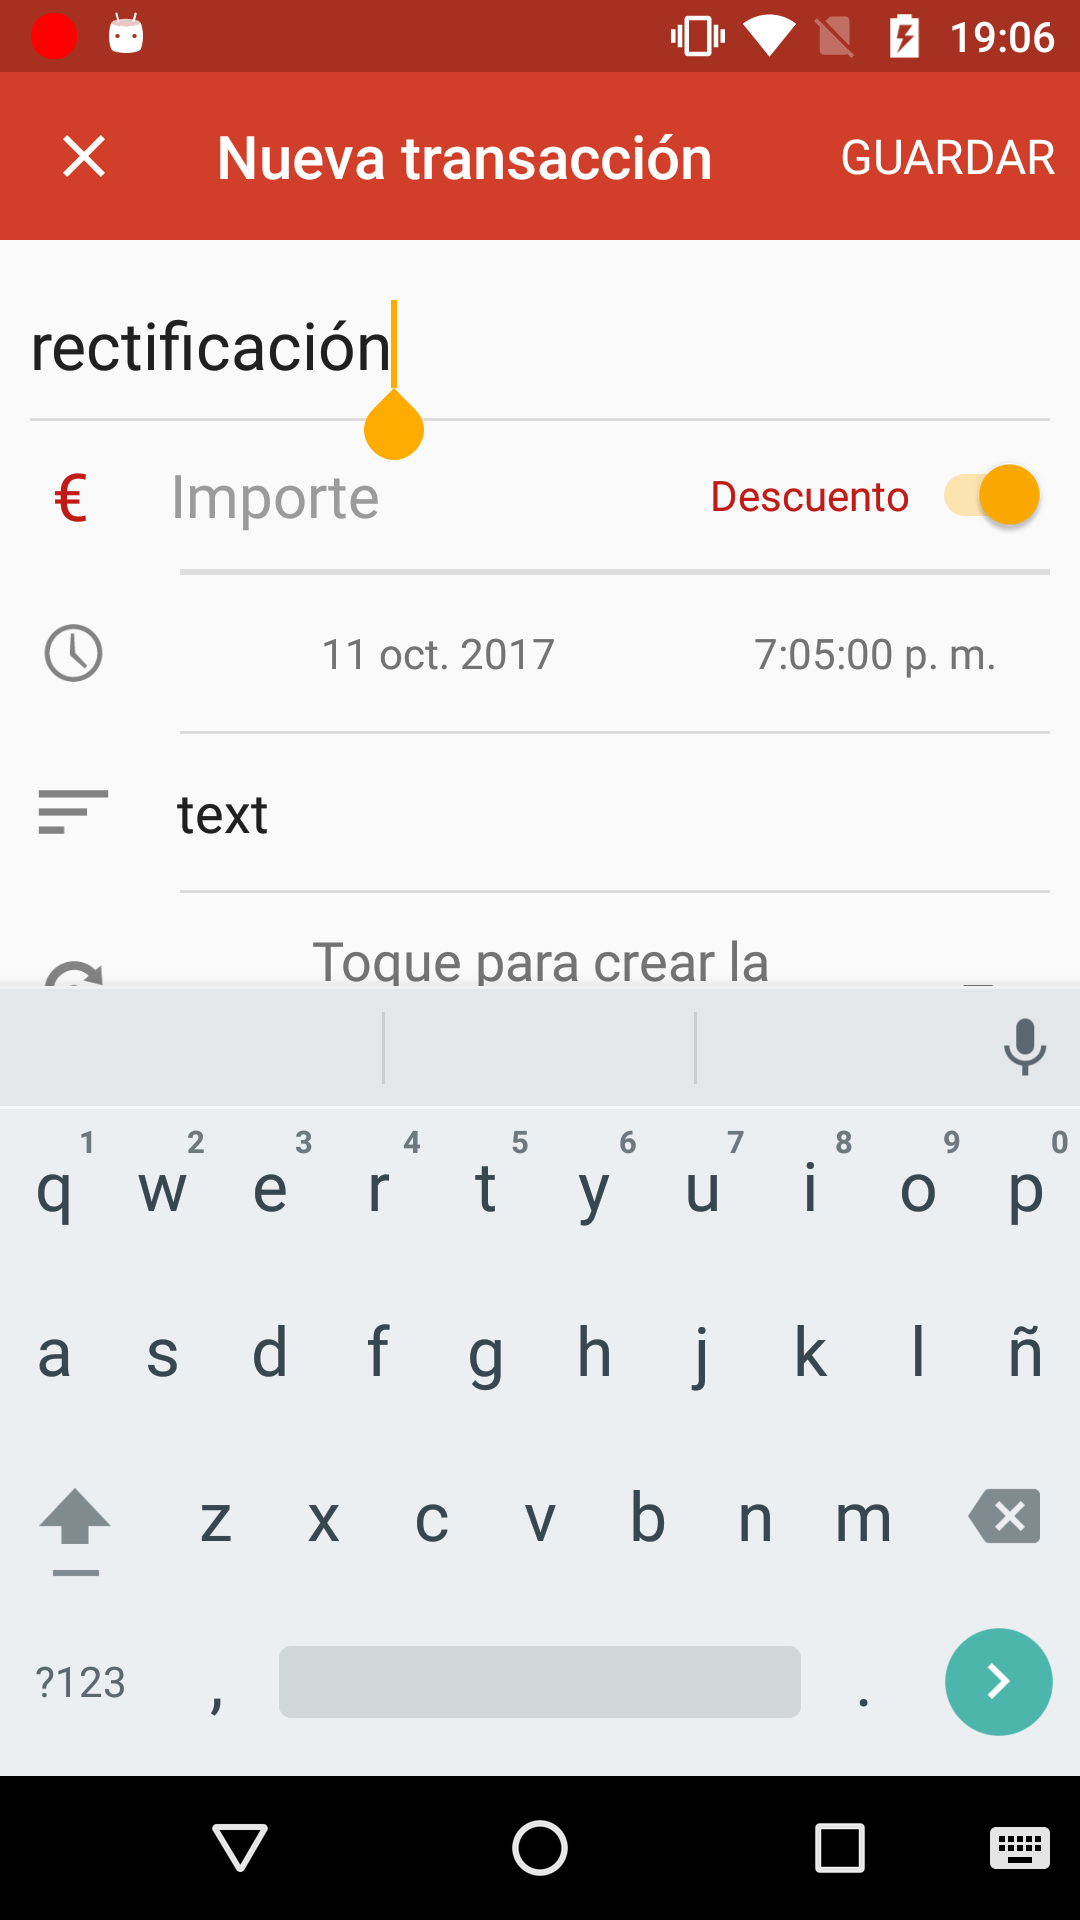 19:06
Nueva transacción GUARDAR
rectificación
€ Importe Descuento
11 oct. 2017 7:05:00 p. m.
text
Toque para crear la
1 2 3 4 5 6 7 8 9 0
q w e r t y u i o p
a s d f g h j k l ñ
z x c v b n m
?123 , .